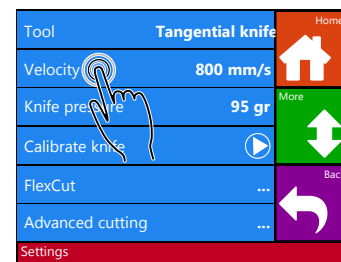 Tool Tangential knife
Home
Velocity 800 mm/s
Knife pressure 95 gr
More
Calibrate knife
FlexCut ...
Back
Advanced cutting ...
Settings